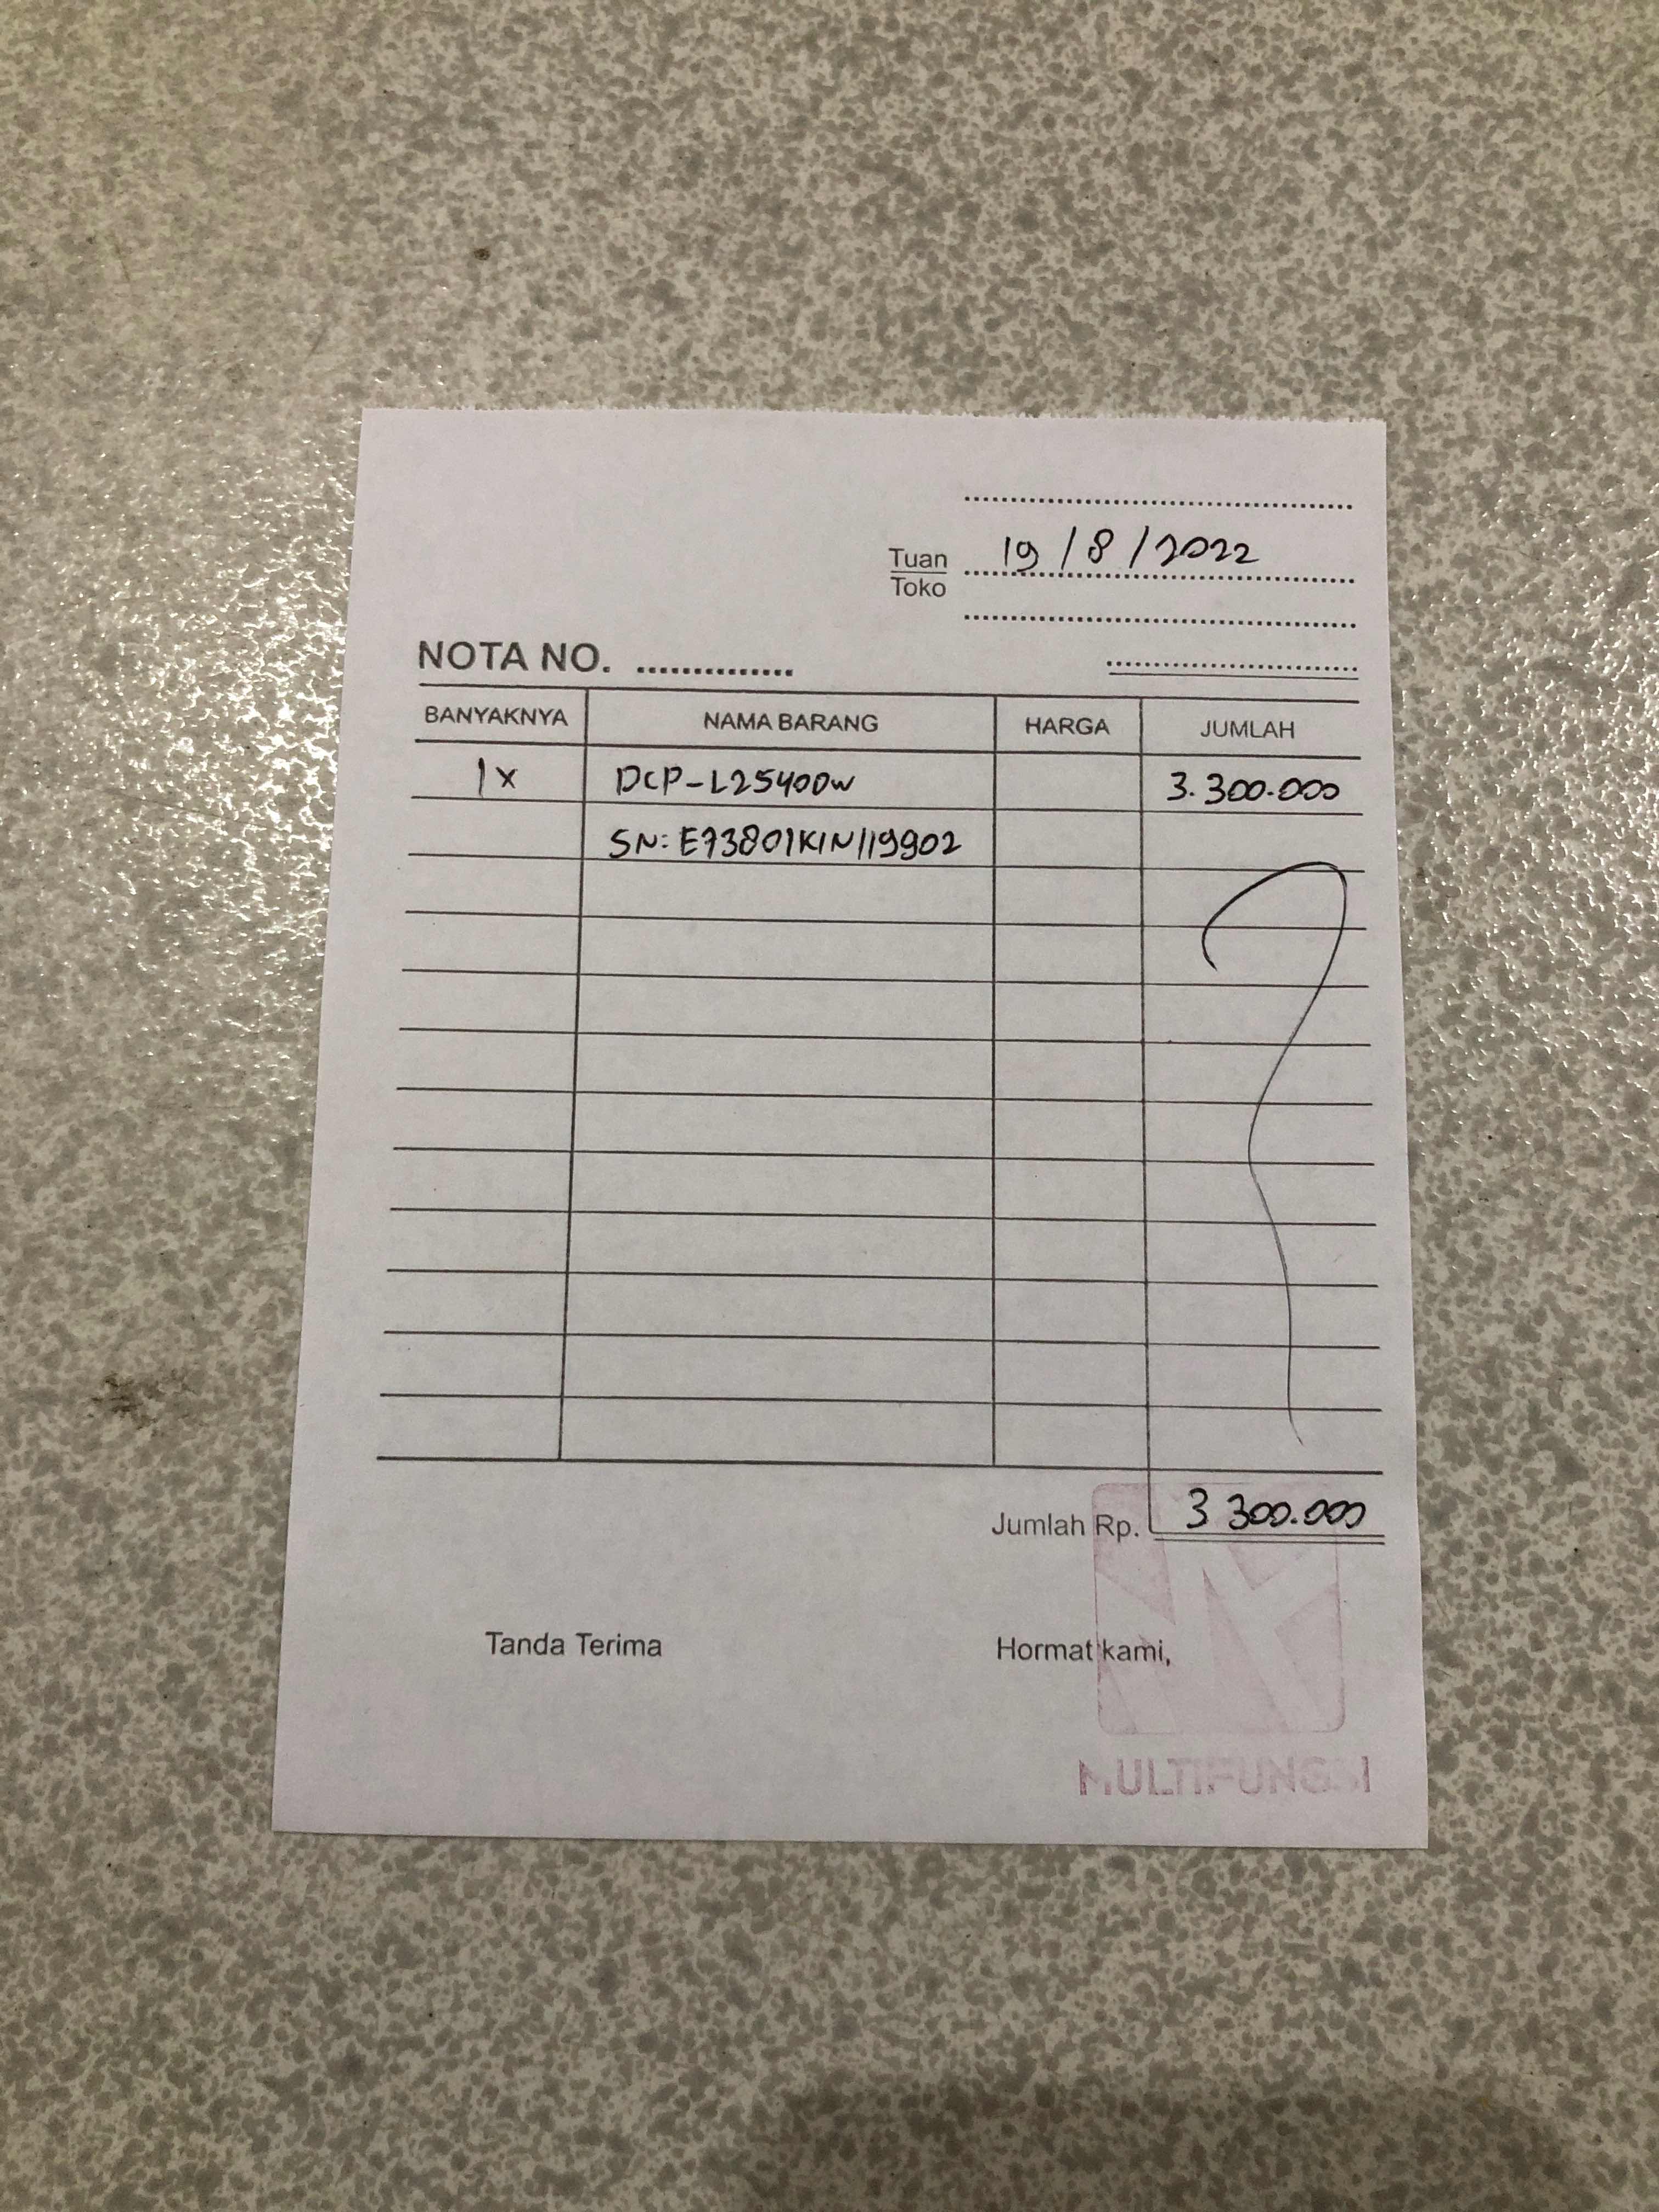 19/8/2022
Tuan
Toko
NOTA NO. ..............
BANYAKNYA NAMA BARANG HARGA JUMLAH
1x DCP-L2540DW 3.300.000
SN: E73801K1N119902
Jumlah Rp. 3 300.000
Tanda Terima Hormat kami,
MULTIFUNGSI